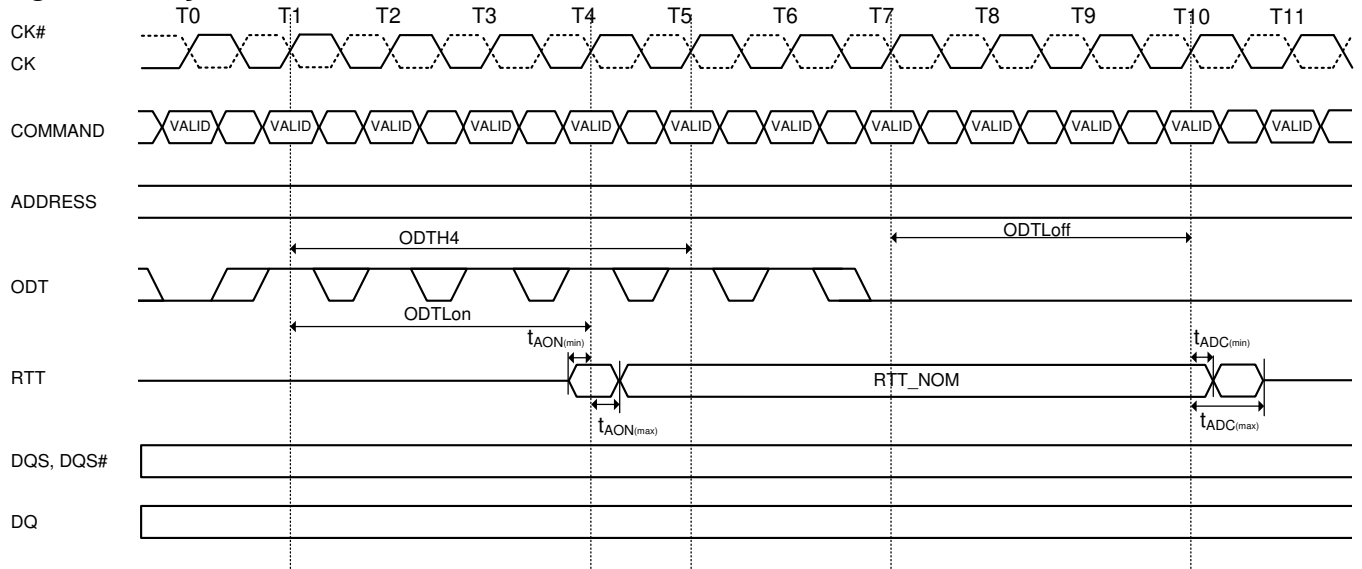 T0 T1 T2 T3 T4 T5 T6 T7 T8 T9 T10 T11
CK#
CK
COMMAND VALID VALID VALID VALID VALID VALID VALID VALID VALID VALID VALID VALID
ADDRESS
ODTH4 ODTLoff
ODT
ODTLon
tAON(min) tADC(min)
RTT RTT_NOM
tAON(max) tADC(max)
DQS, DQS#
DQ